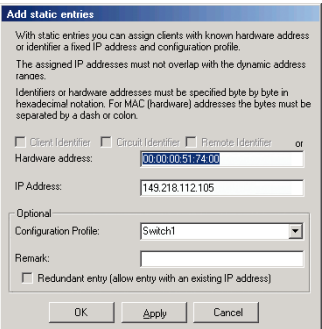 Add static entries
With static entries you can assign clients with known hardware address
or identifier a fixed IP address and configuration profile.
The assigned IP addresses must not overlap with the dynamic address
ranges.
Identifiers or hardware addresses must be specified byte by byte in
hexadecimal notation. For MAC (hardware) addresses the bytes must be
separated by a dash or colon.
Client Identifier Circuit Identifier Remote Identifier or
Hardware address: 00:00:00:51:74:00
IP Address: 149.218.112.105
Optional
Configuration Profile: Switch1
Remark:
Redundant entry (allow entry with an existing IP address)
OK Apply Cancel